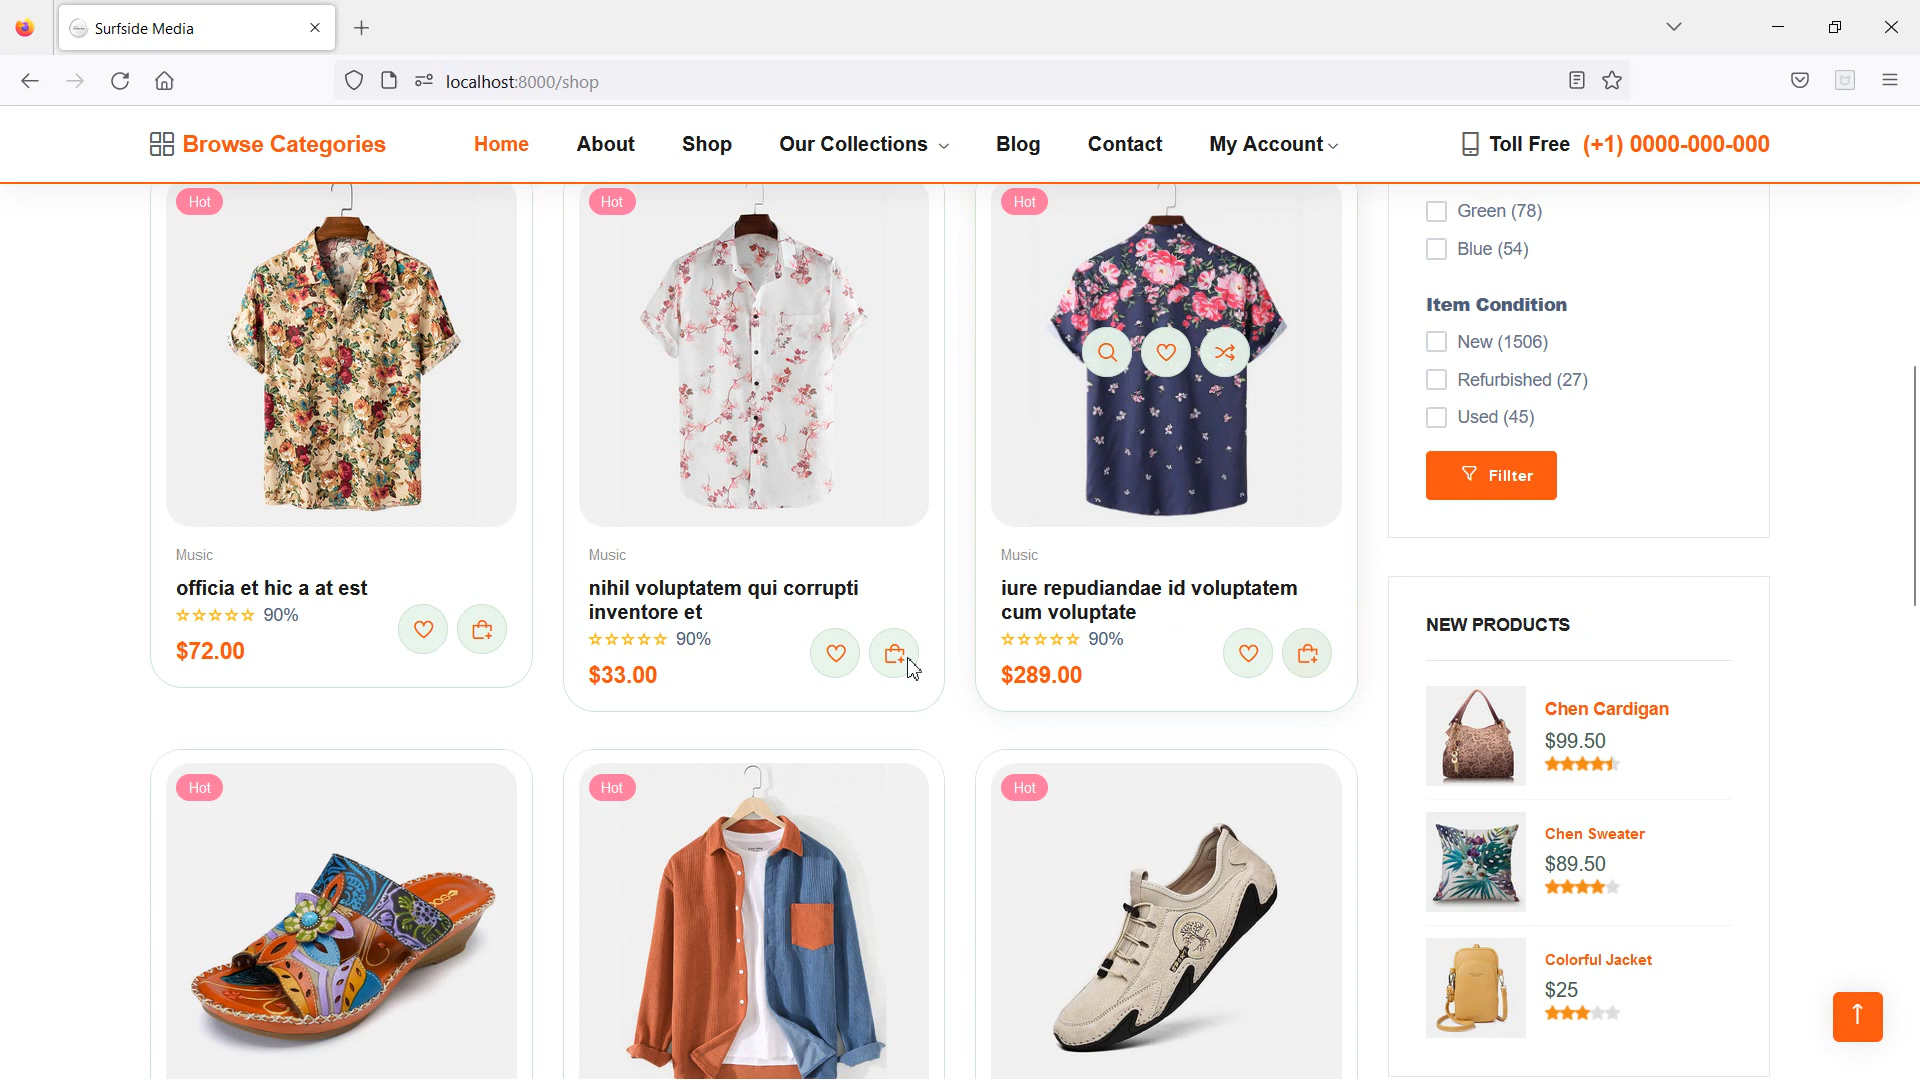 Surfside Media
localhost:8000/shop
Browse Categories
Home
About
Shop
Our Collections
Blog
Contact
My Account
Toll Free (+1) 0000-000-000
Hot
Hot
Hot
Music
officia et hic a at est
90%
$72.00
Music
nihil voluptatem qui corrupti
inventore et
90%
$33.00
Music
iure repudiandae id voluptatem
cum voluptate
90%
$289.00
Hot
Hot
Hot
Green (78)
Blue (54)
Item Condition
New (1506)
Refurbished (27)
Used (45)
Fillter
NEW PRODUCTS
Chen Cardigan
$99.50
Chen Sweater
$89.50
Colorful Jacket
$25